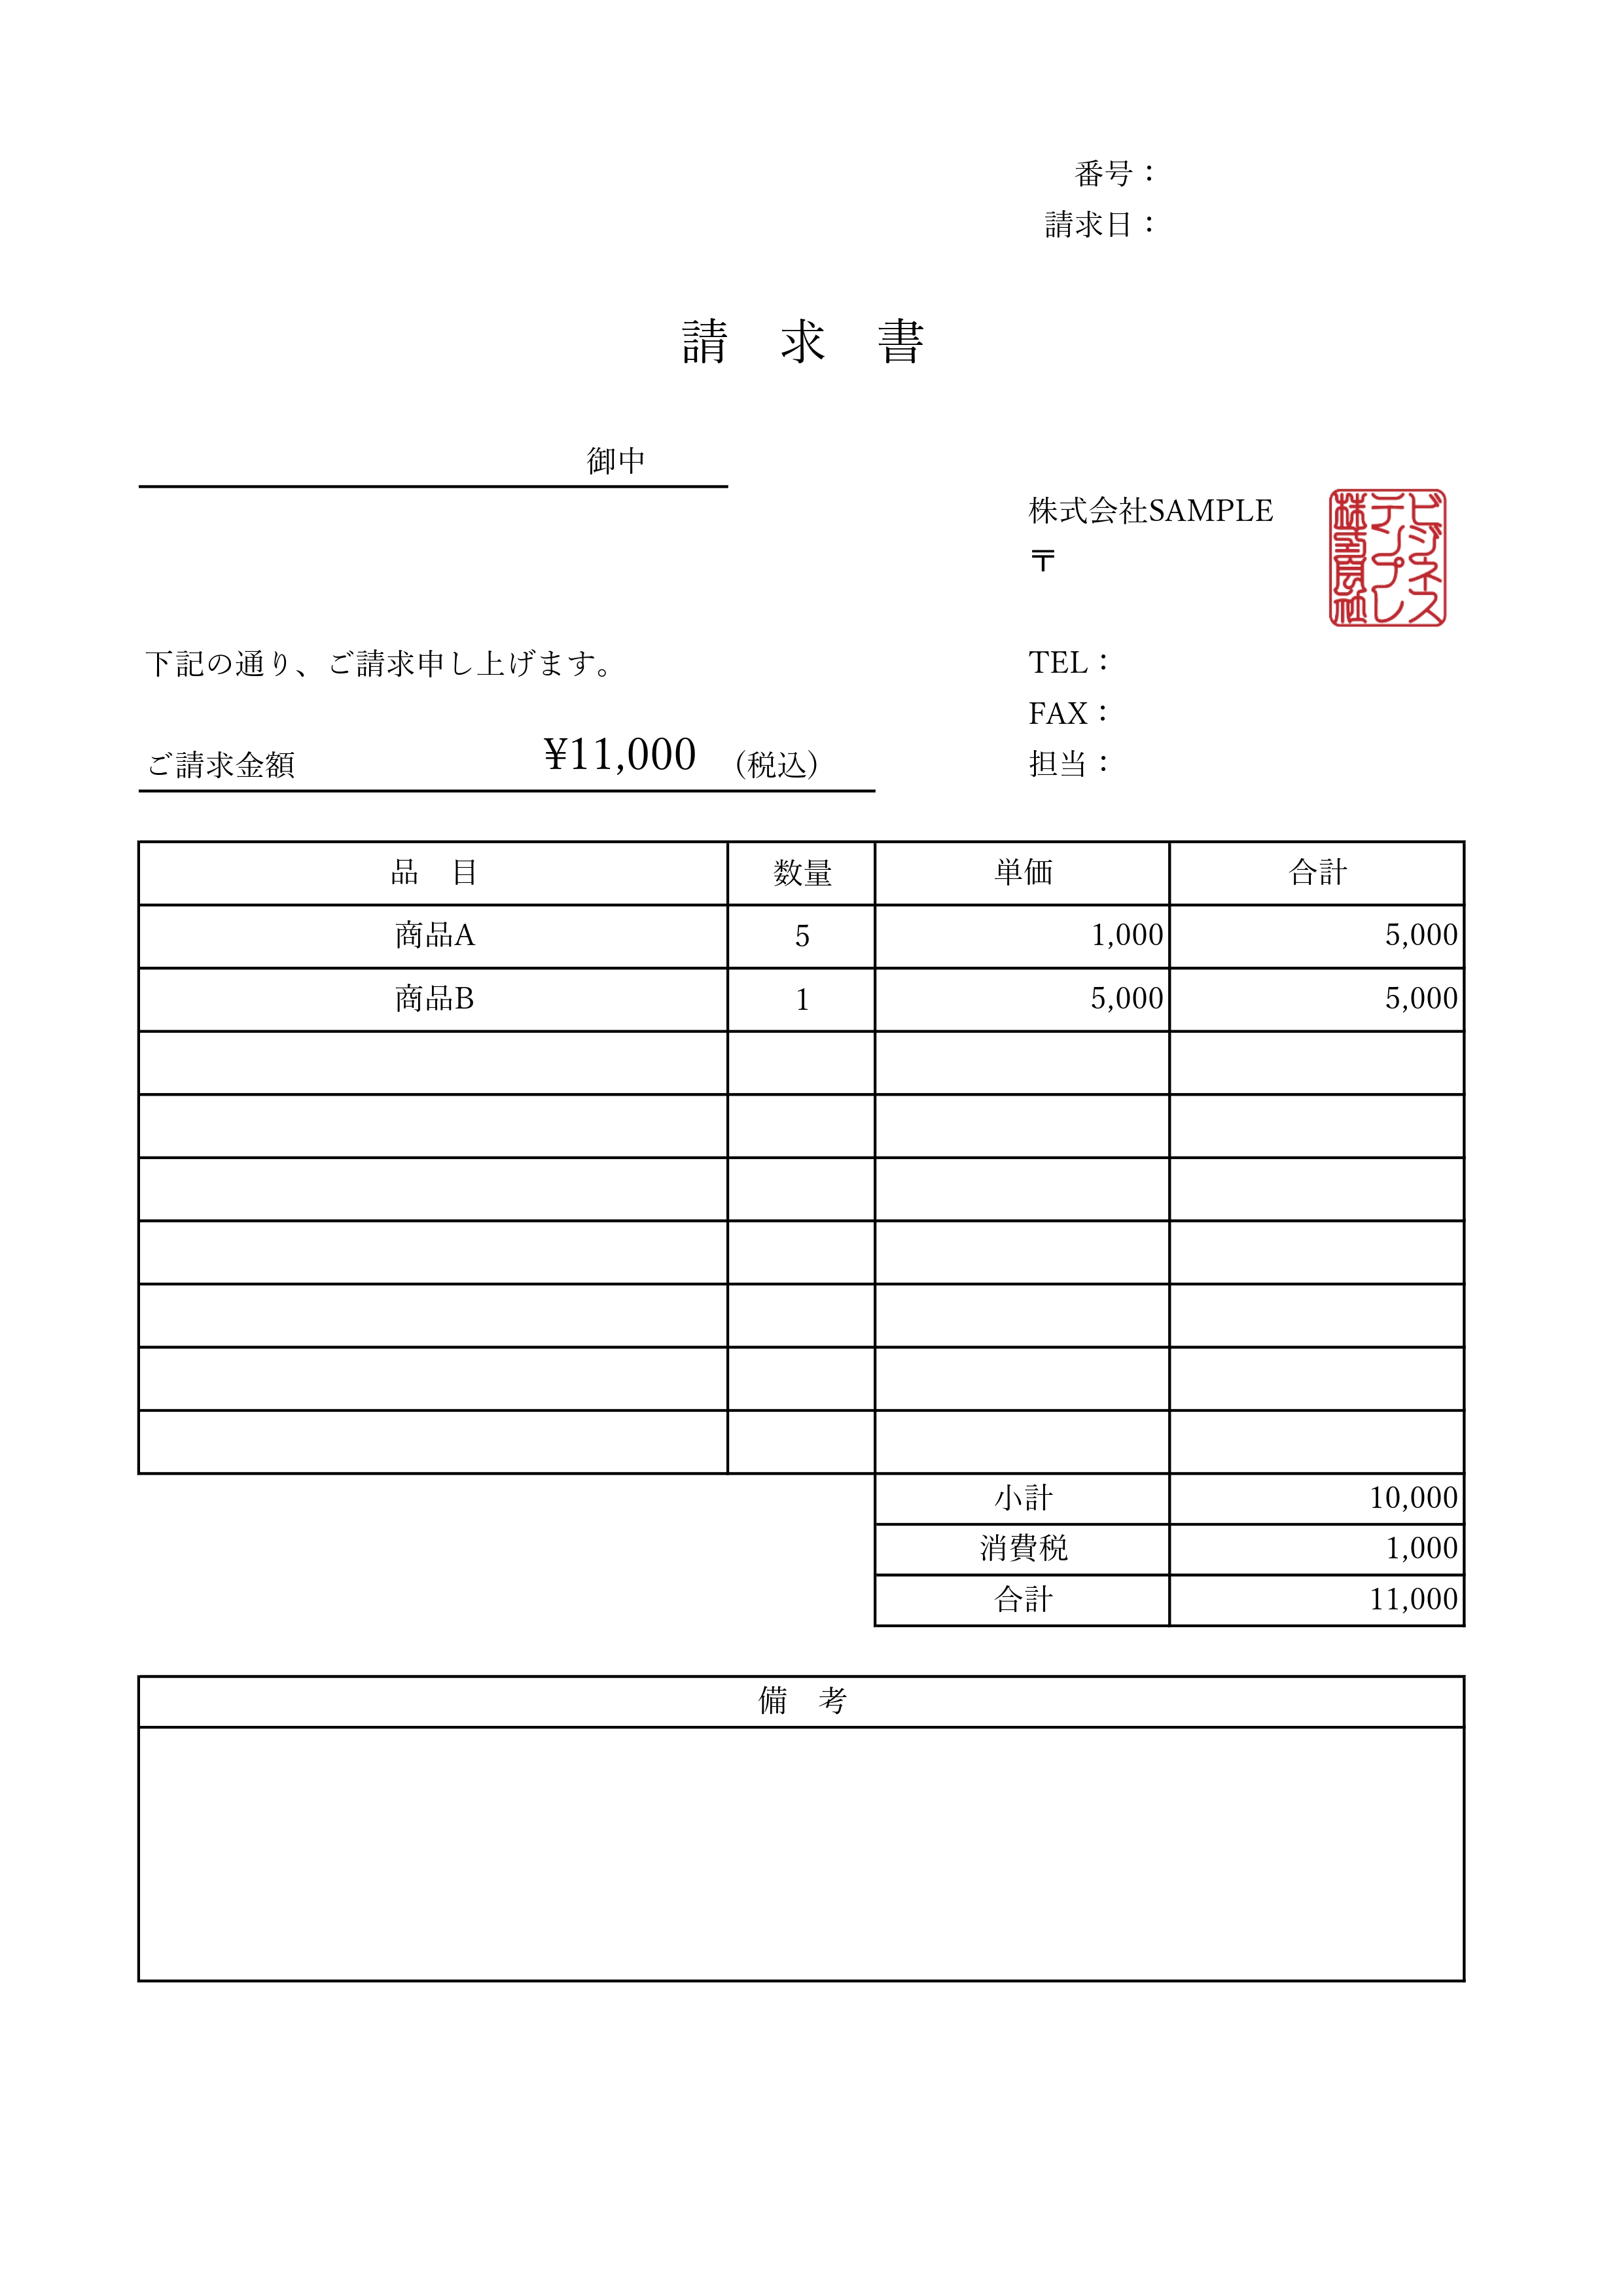 番号：
請求日：
請　求　書
御中
株式会社SAMPLE
〒
ビジネス
テンプレ
株式会社
下記の通り、ご請求申し上げます。
TEL：
FAX：
ご請求金額 ¥11,000 （税込）
担当：
品　目 数量 単価 合計
商品A 5 1,000 5,000
商品B 1 5,000 5,000
小計 10,000
消費税 1,000
合計 11,000
備　考